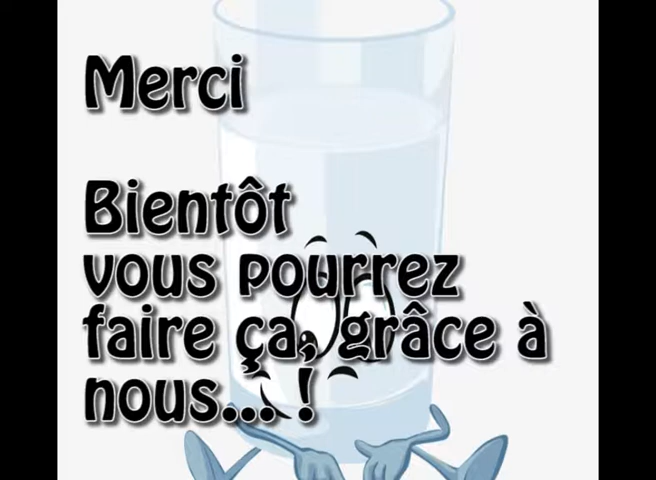 Merci
Bientôt
vous pourrez
faire ça, grâce à
nous... !